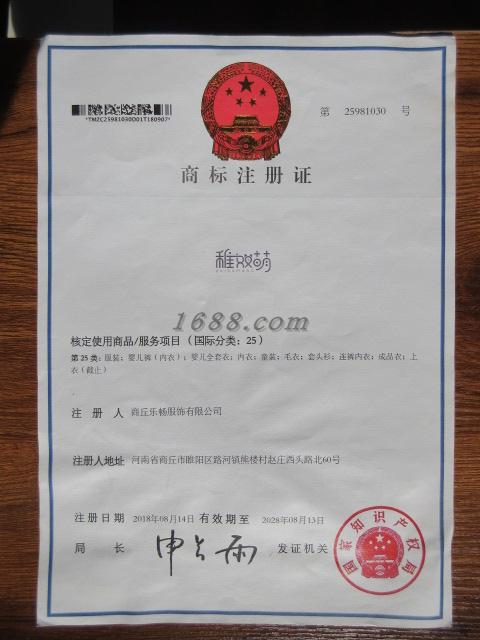 *TMZC25981030D01T180907*
第 25981030 号
商标注册证
1688.com
核定使用商品/服务项目（国际分类：25）
第25类：服装；婴儿裤（内衣）；婴儿全套衣；内衣；童装；毛衣；套头衫；连裤内衣；成品衣；上
衣（截止）
注册人 商丘乐畅服饰有限公司
注册人地址 河南省商丘市睢阳区路河镇熊楼村赵庄西头路北60号
注册日期 2018年08月14日 有效期至 2028年08月13日
局长 申长雨 发证机关
国家知识产权局